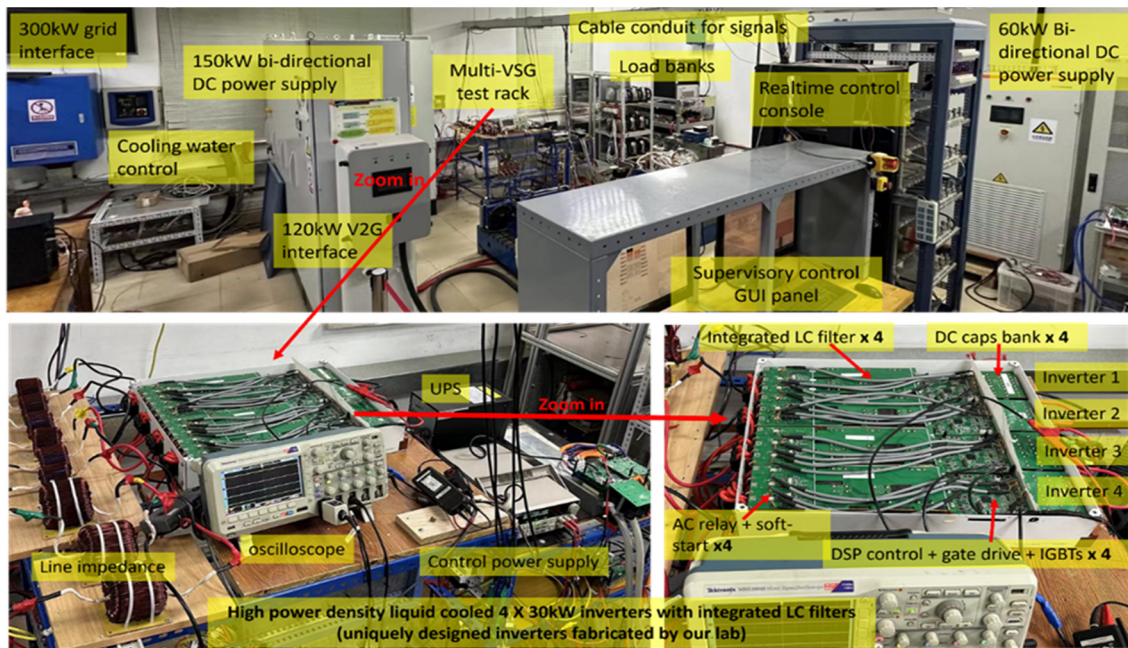 300kW grid
interface
150kW bi-directional
DC power supply
Multi-VSG
test rack
Cable conduit for signals
Load banks
Realtime control
console
60kW Bi-
directional DC
power supply
Cooling water
control
Zoom in
120kW V2G
interface
Supervisory control
GUI panel
UPS
Zoom in
oscilloscope
Line impedance
Control power supply
Integrated LC filter x 4
DC caps bank x 4
Inverter 1
Inverter 2
Inverter 3
Inverter 4
AC relay + soft-
start x4
DSP control + gate drive + IGBTs x 4
Tektronix
High power density liquid cooled 4 X 30kW inverters with integrated LC filters
(uniquely designed inverters fabricated by our lab)